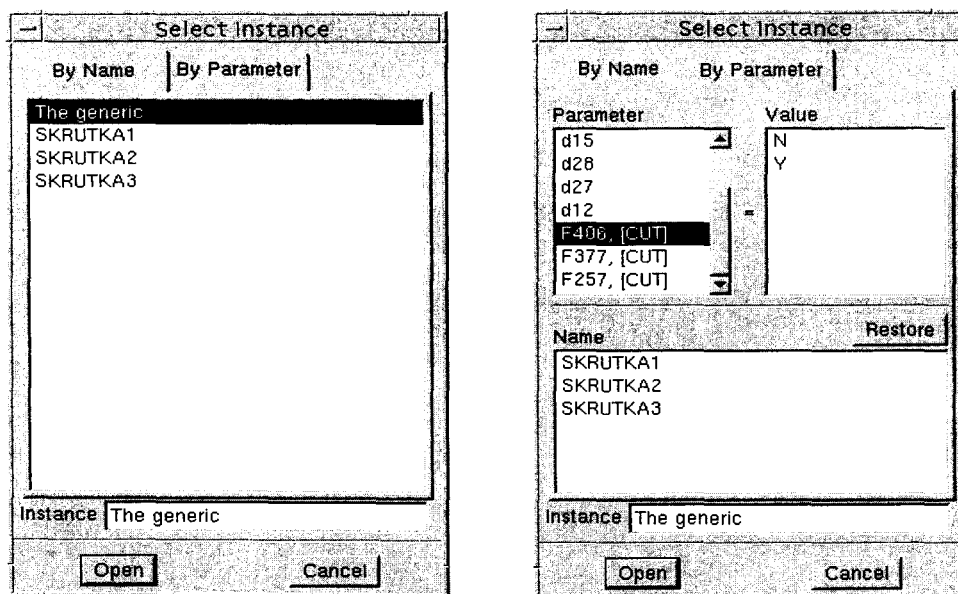 Select Instance
By Name By Parameter
The generic
SKRUTKA1
SKRUTKA2
SKRUTKA3
Instance The generic
Open Cancel
Select Instance
By Name By Parameter
Parameter Value
d15 N
d28 Y
d27
d12 =
F406, [CUT]
F377, [CUT]
F257, [CUT]
Restore
Name
SKRUTKA1
SKRUTKA2
SKRUTKA3
Instance The generic
Open Cancel